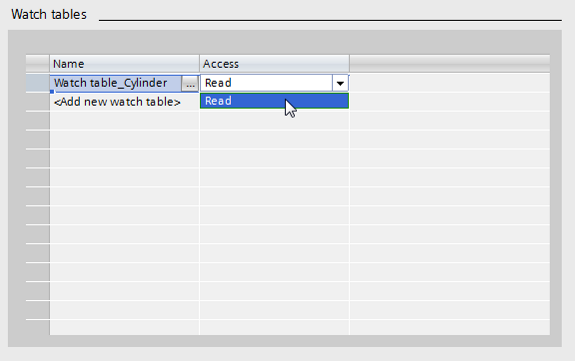 Watch tables
Name Access
Watch table_Cylinder ... Read
<Add new watch table> Read